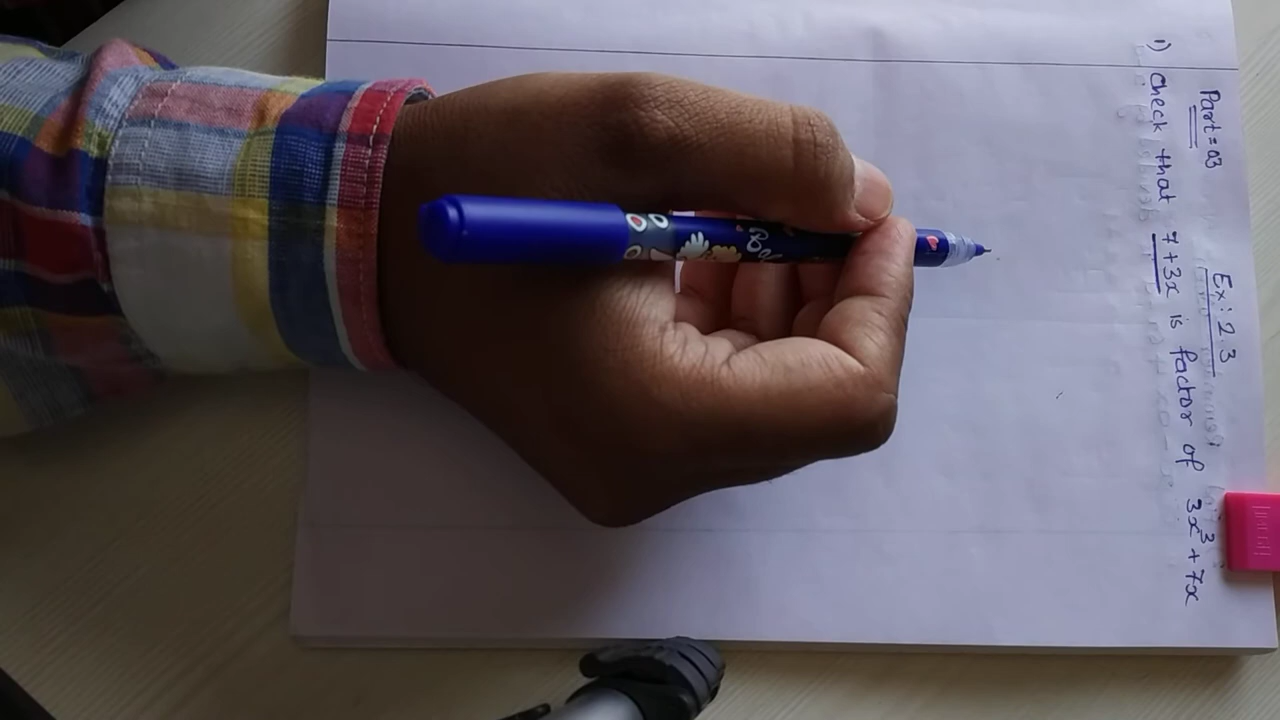 Part = 03
Ex: 2.3
1) Check that 7+3x is factor of 3x³+7x